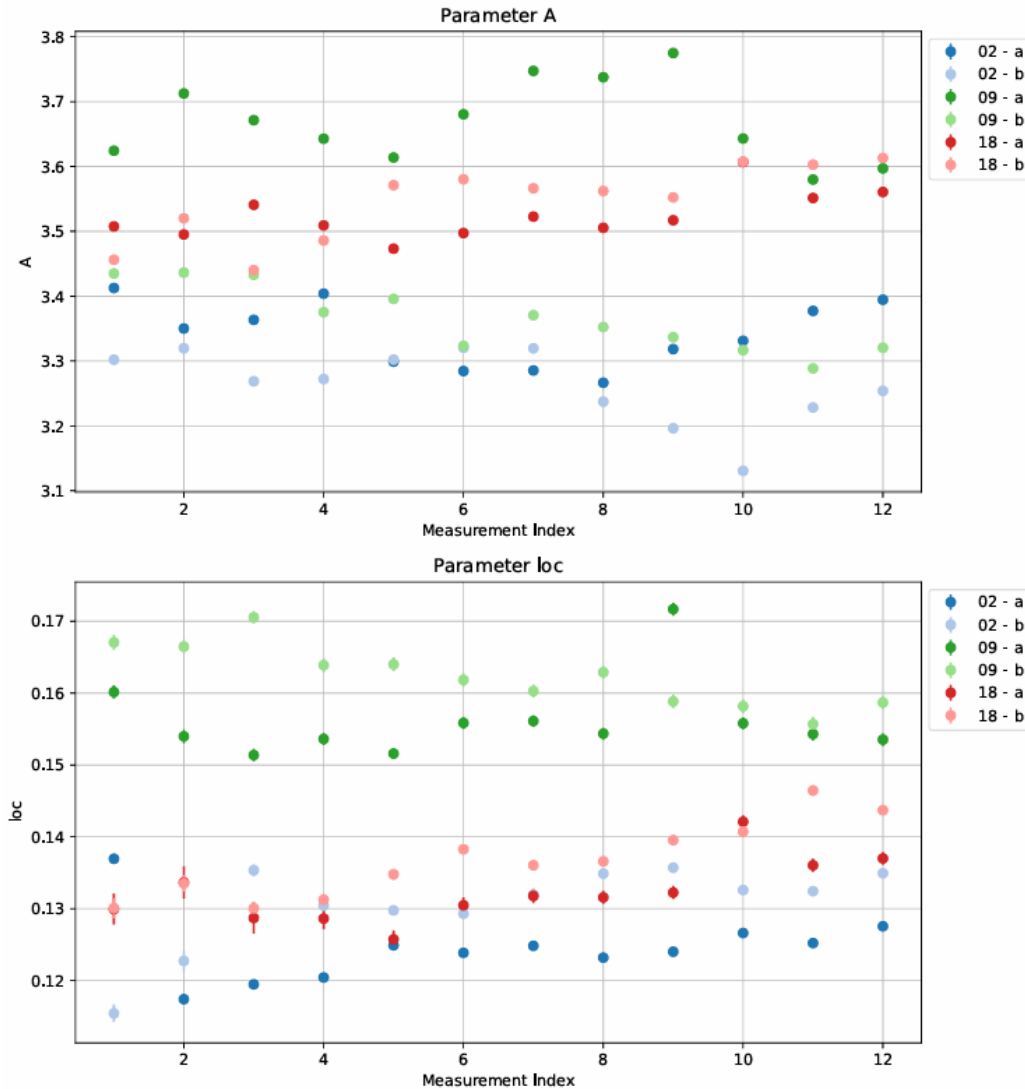 Parameter A
3.8
3.7
3.6
3.5
3.4
3.3
3.2
3.1
A
2
4
6
8
10
12
Measurement Index
02 - a
02 - b
09 - a
09 - b
18 - a
18 - b
Parameter loc
0.17
0.16
0.15
0.14
0.13
0.12
loc
2
4
6
8
10
12
Measurement Index
02 - a
02 - b
09 - a
09 - b
18 - a
18 - b